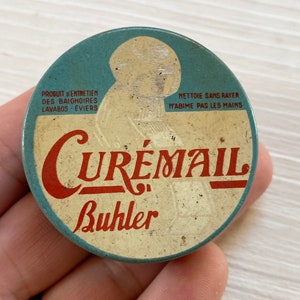 PRODUIT D'ENTRETIEN
DES BAIGNOIRES
LAVABOS - ÉVIERS
NETTOIE SANS RAYER
N'ABIME PAS LES MAINS
CURÉMAIL
Buhler